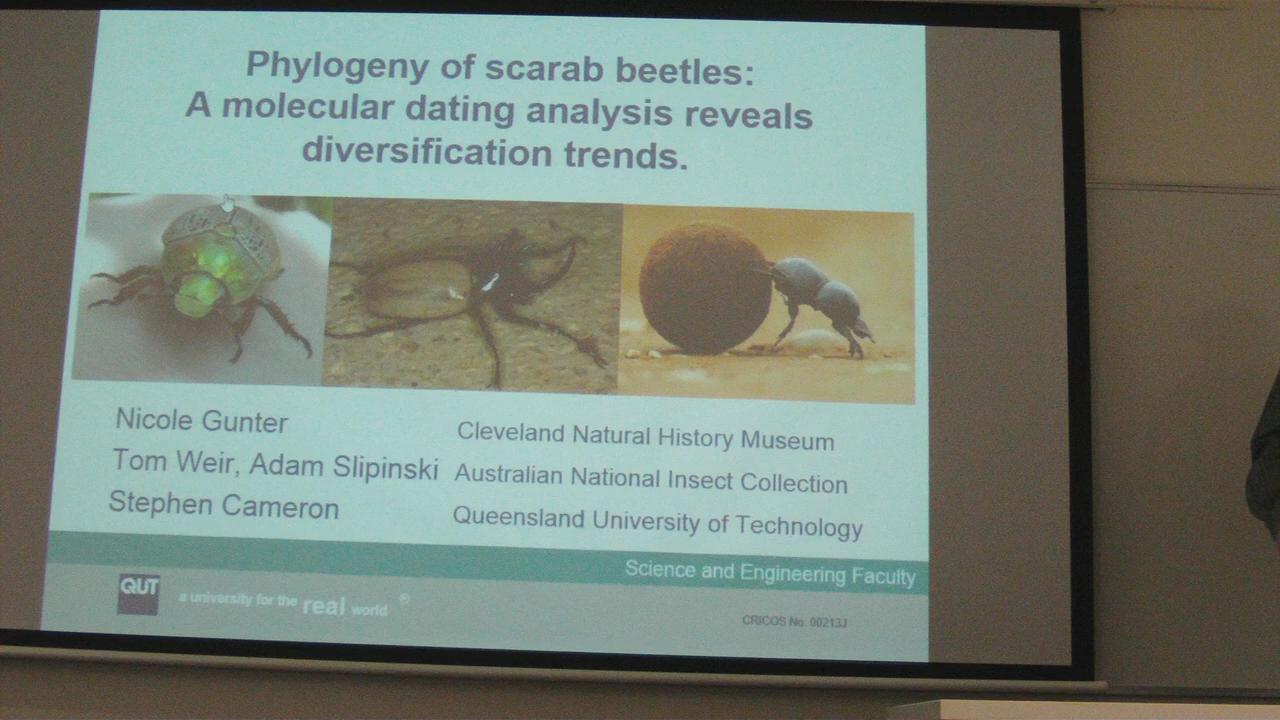 Phylogeny of scarab beetles:
A molecular dating analysis reveals
diversification trends.
Nicole Gunter Cleveland Natural History Museum
Tom Weir, Adam Slipinski Australian National Insect Collection
Stephen Cameron Queensland University of Technology
Science and Engineering Faculty
QUT a university for the real world ®
CRICOS No. 00213J